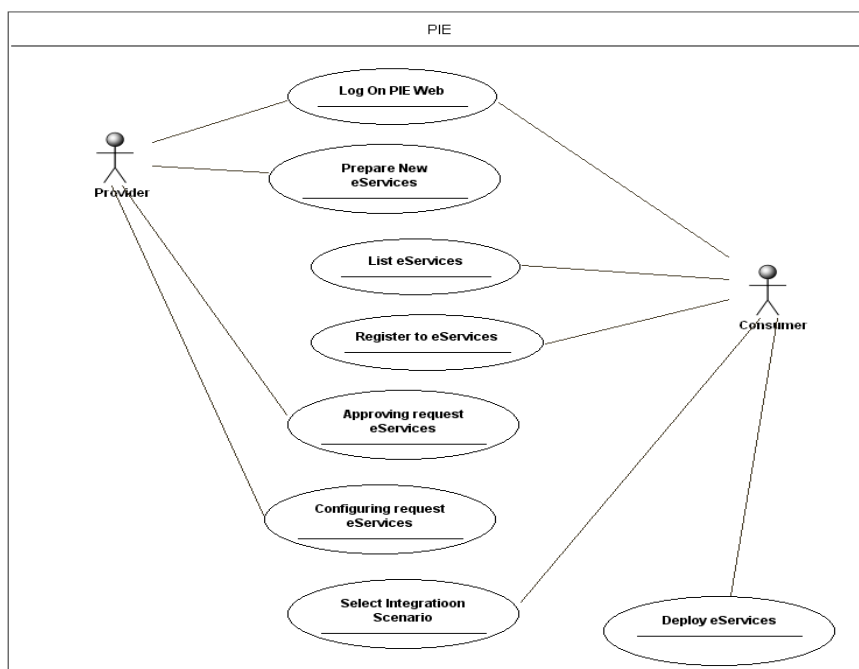 PIE
Log On PIE Web
Prepare New
eServices
Provider
List eServices
Consumer
Register to eServices
Approving request
eServices
Configuring request
eServices
Select Integratioon
Scenario
Deploy eServices